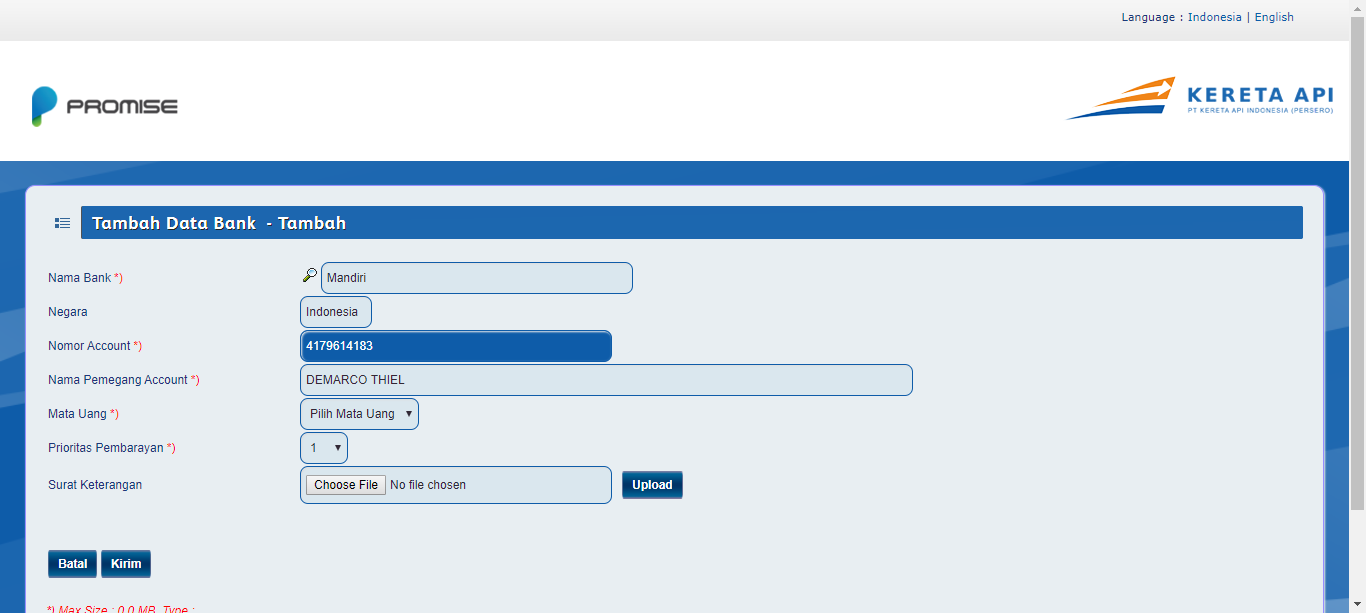 Language : Indonesia | English
PROMISE
KERETA API
PT KERETA API INDONESIA (PERSERO)
Tambah Data Bank - Tambah
Nama Bank *) Mandiri
Negara Indonesia
Nomor Account *) 4179614183
Nama Pemegang Account *) DEMARCO THIEL
Mata Uang *) Pilih Mata Uang
Prioritas Pembarayan *) 1
Surat Keterangan Choose File No file chosen Upload
Batal Kirim
*) Max Size : 0.0 MB, Type :